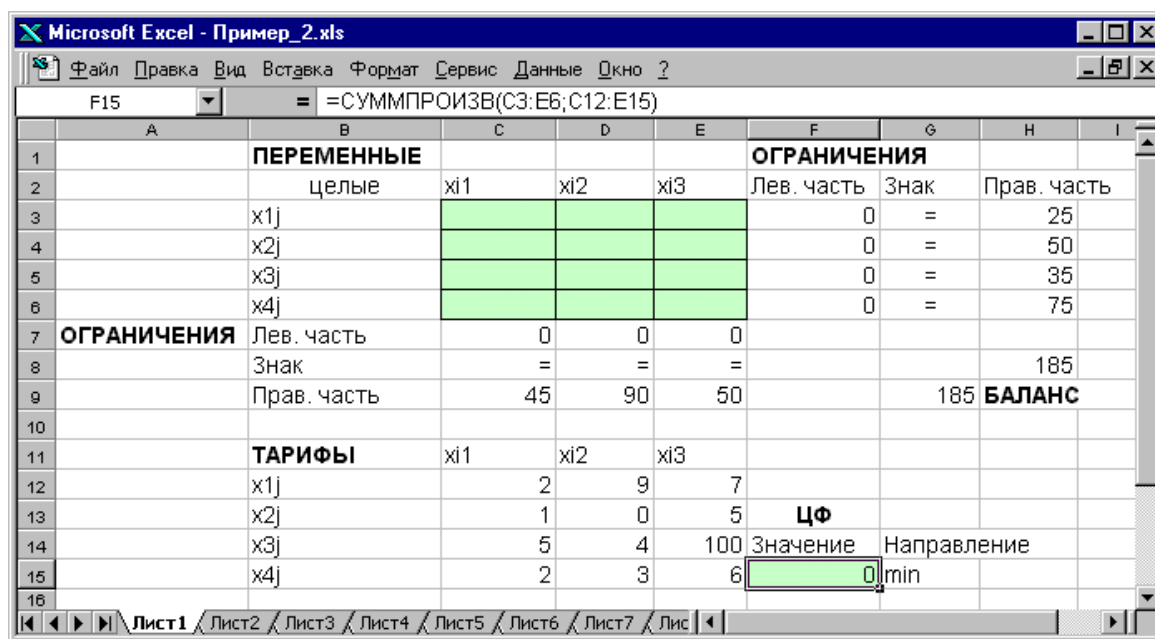 Microsoft Excel - Пример_2.xls
Файл Правка Вид Вставка Формат Сервис Данные Окно ?
F15 = =СУММПРОИЗВ(C3:E6;C12:E15)
A B C D E F G H I
1 ПЕРЕМЕННЫЕ ОГРАНИЧЕНИЯ
2 целые xi1 xi2 xi3 Лев. часть Знак Прав. часть
3 x1j 0 = 25
4 x2j 0 = 50
5 x3j 0 = 35
6 x4j 0 = 75
7 ОГРАНИЧЕНИЯ Лев. часть 0 0 0
8 Знак = = = 185
9 Прав. часть 45 90 50 185 БАЛАНС
10
11 ТАРИФЫ xi1 xi2 xi3
12 x1j 2 9 7
13 x2j 1 0 5 ЦФ
14 x3j 5 4 100 Значение Направление
15 x4j 2 3 6 0 min
16
Лист1 Лист2 Лист3 Лист4 Лист5 Лист6 Лист7 Лис